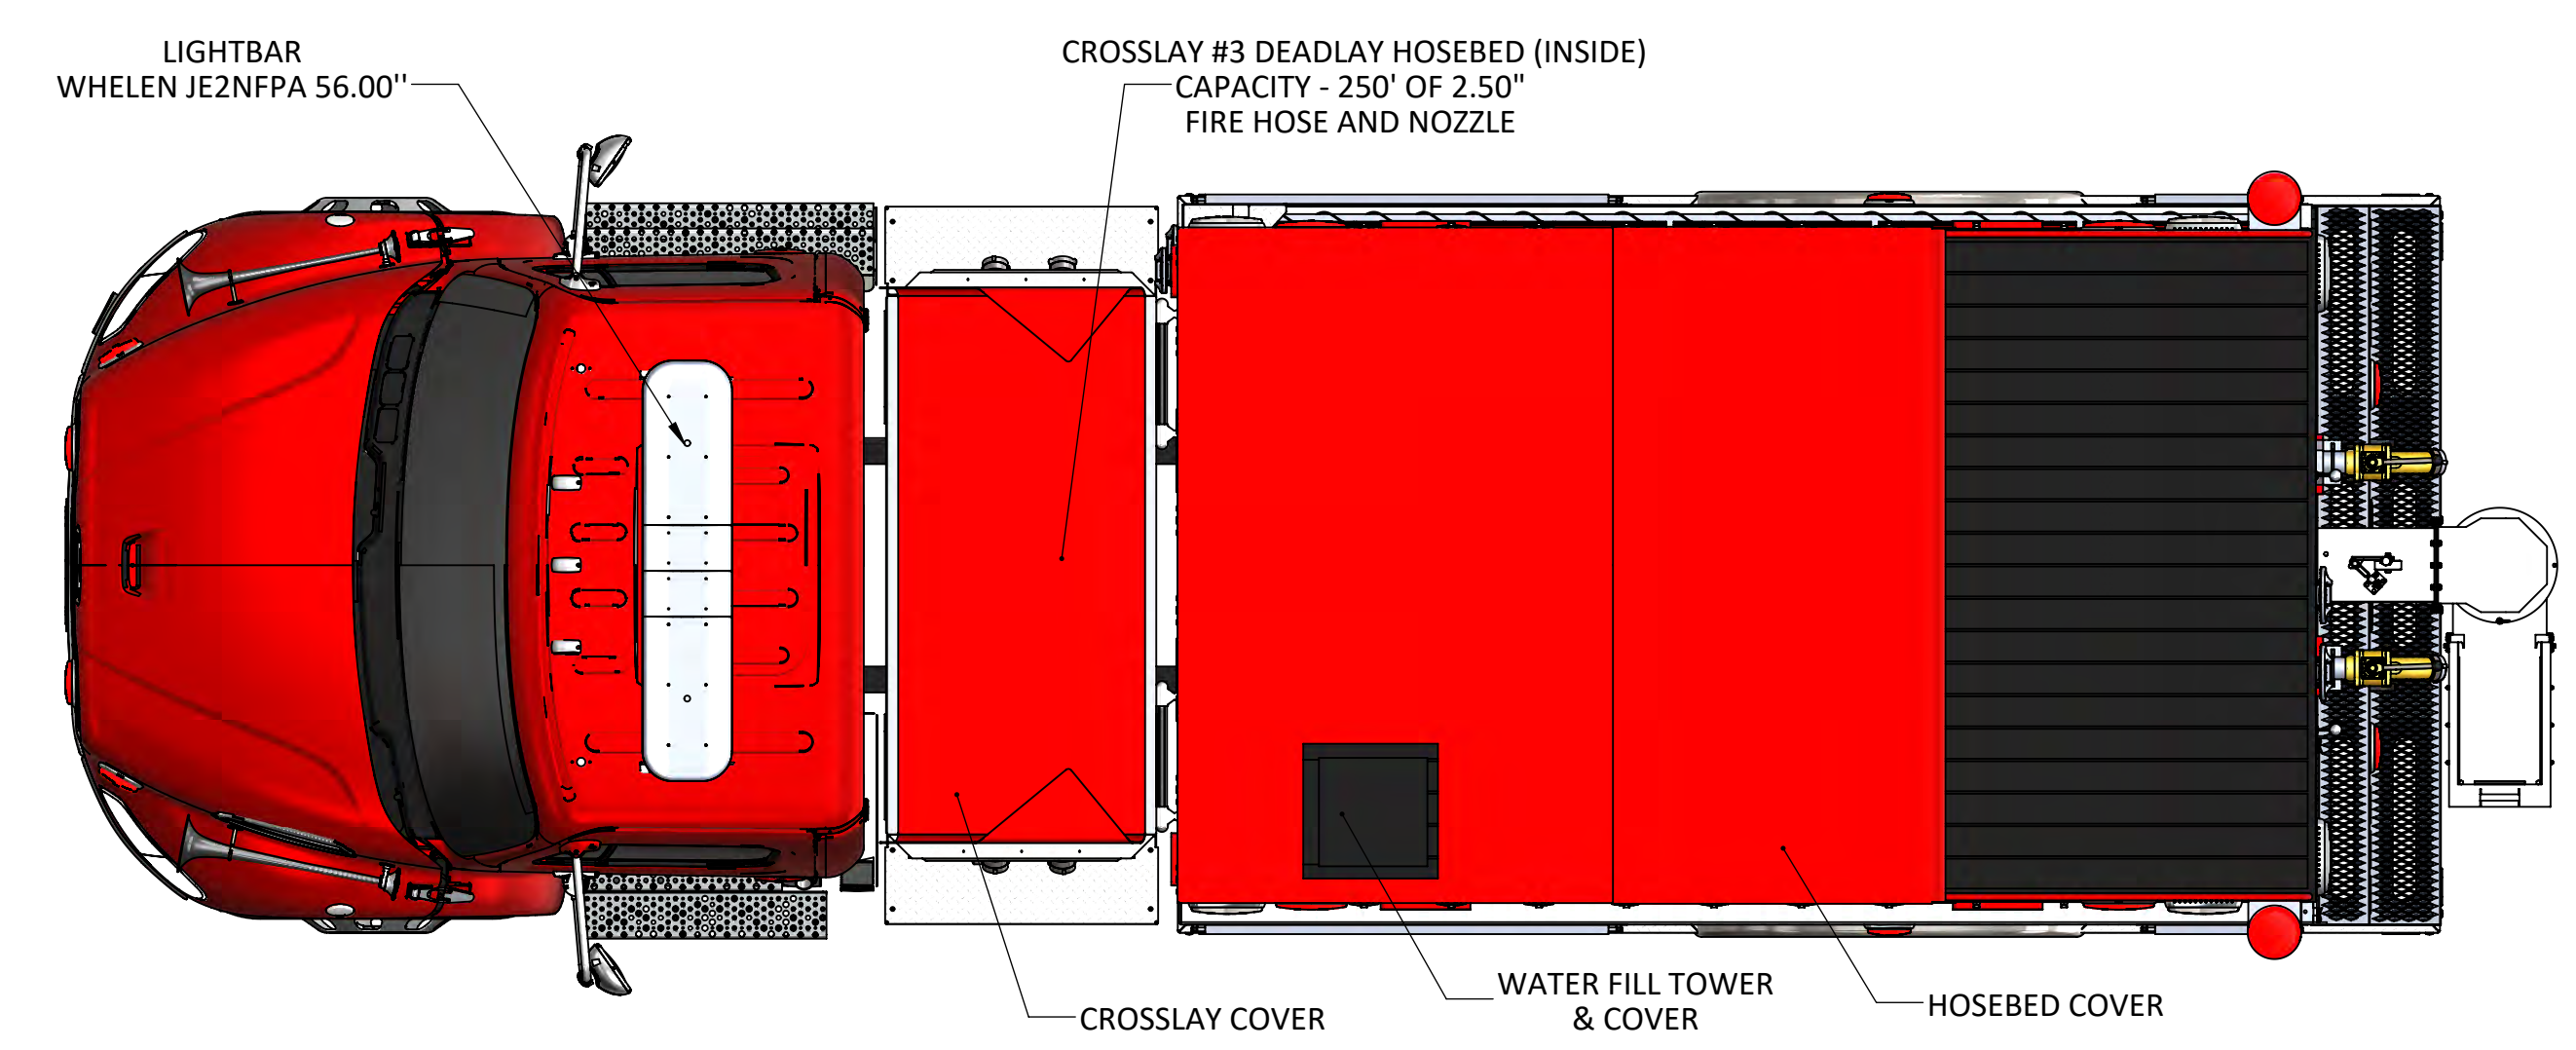 LIGHTBAR
WHELEN JE2NFPA 56.00''
CROSSLAY #3 DEADLAY HOSEBED (INSIDE)
CAPACITY - 250' OF 2.50"
FIRE HOSE AND NOZZLE
CROSSLAY COVER
WATER FILL TOWER
& COVER
HOSEBED COVER